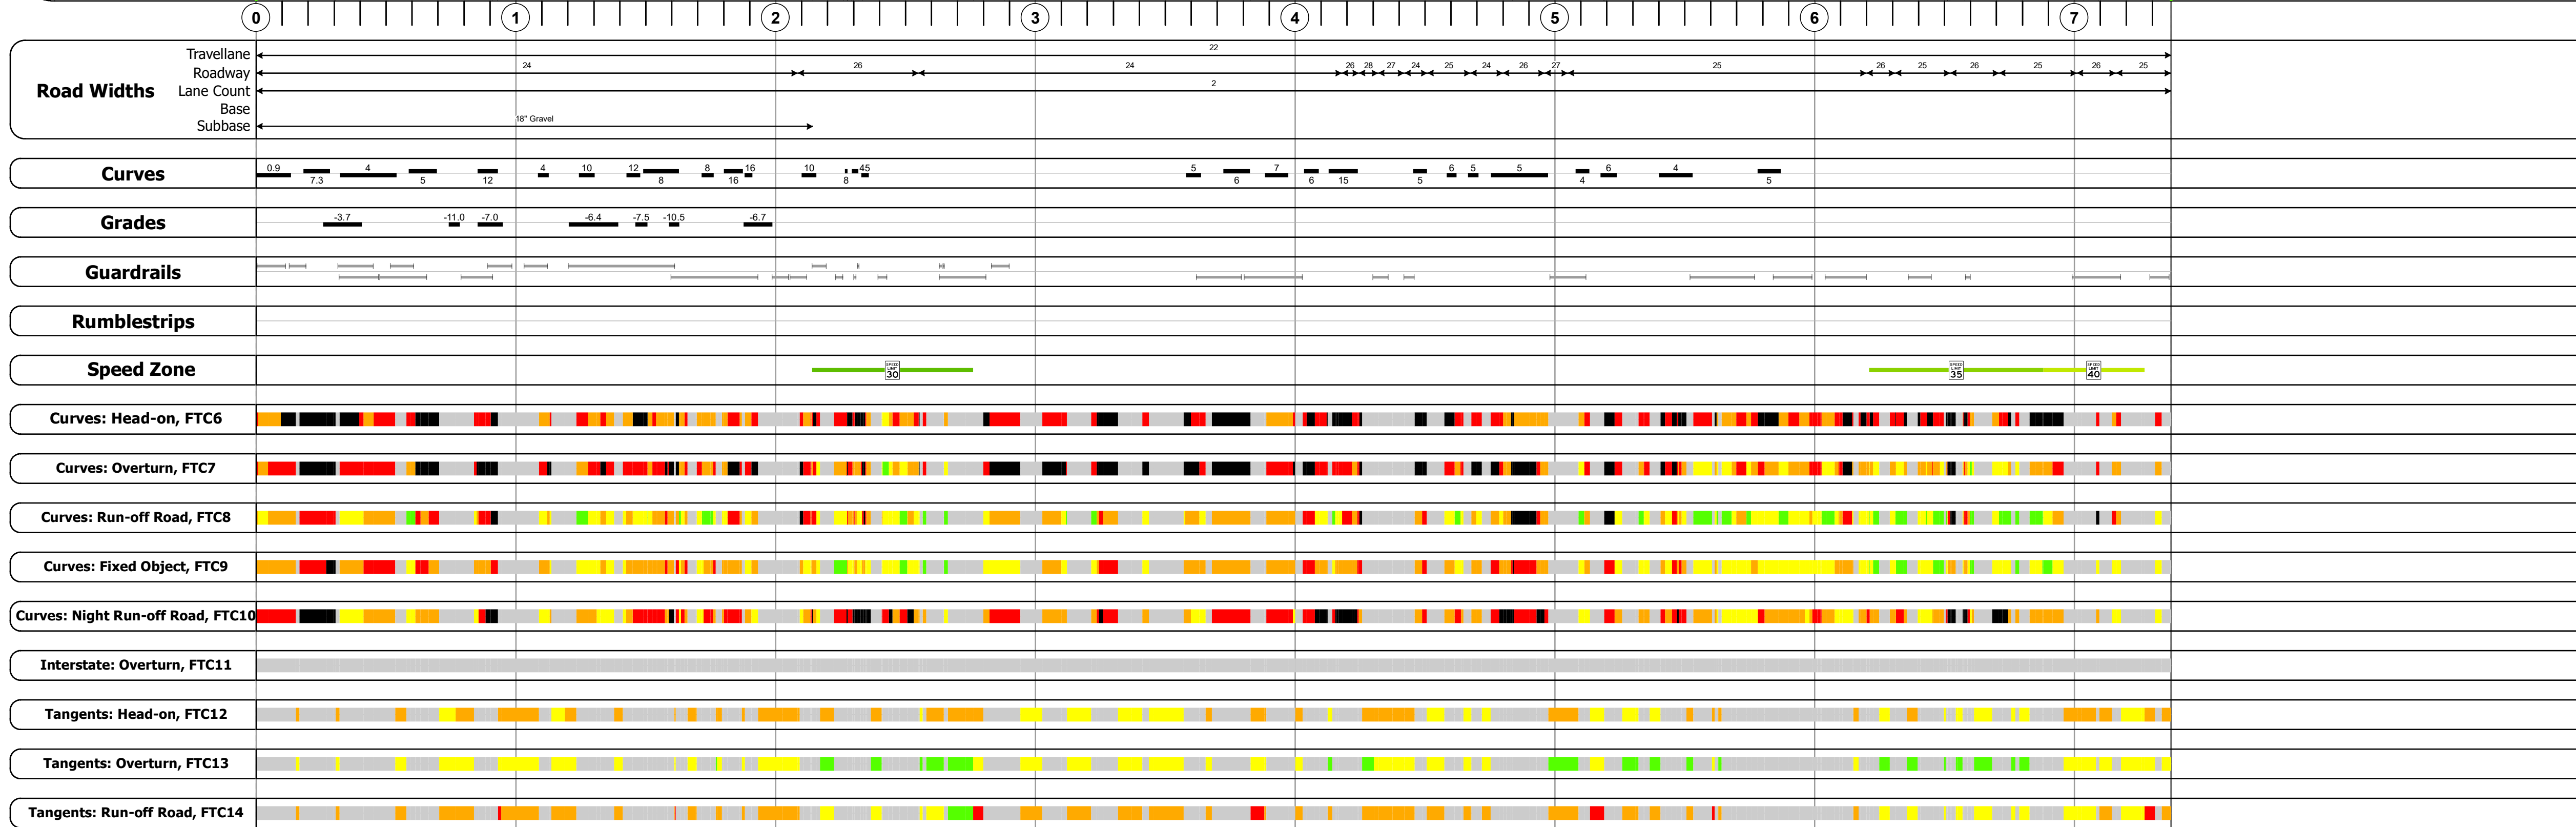 0 1 2 3 4 5 6 7
Road Widths
Travellane 22
Roadway 24 26 24 26 28 27 24 25 24 26 27 25 26 25 26 25 26 25
Lane Count 2
Base
Subbase 18" Gravel
Curves
0.9 4 4 10 12 8 16 10 45 5 7 6 5 5 6 4
7.3 5 12 8 16 8 6 6 15 5 4 5
Grades
-3.7 -11.0 -7.0 -6.4 -7.5 -10.5 -6.7
Guardrails
Rumblestrips
Speed Zone
SPEED LIMIT 30
SPEED LIMIT 35
SPEED LIMIT 40
Curves: Head-on, FTC6
Curves: Overturn, FTC7
Curves: Run-off Road, FTC8
Curves: Fixed Object, FTC9
Curves: Night Run-off Road, FTC10
Interstate: Overturn, FTC11
Tangents: Head-on, FTC12
Tangents: Overturn, FTC13
Tangents: Run-off Road, FTC14